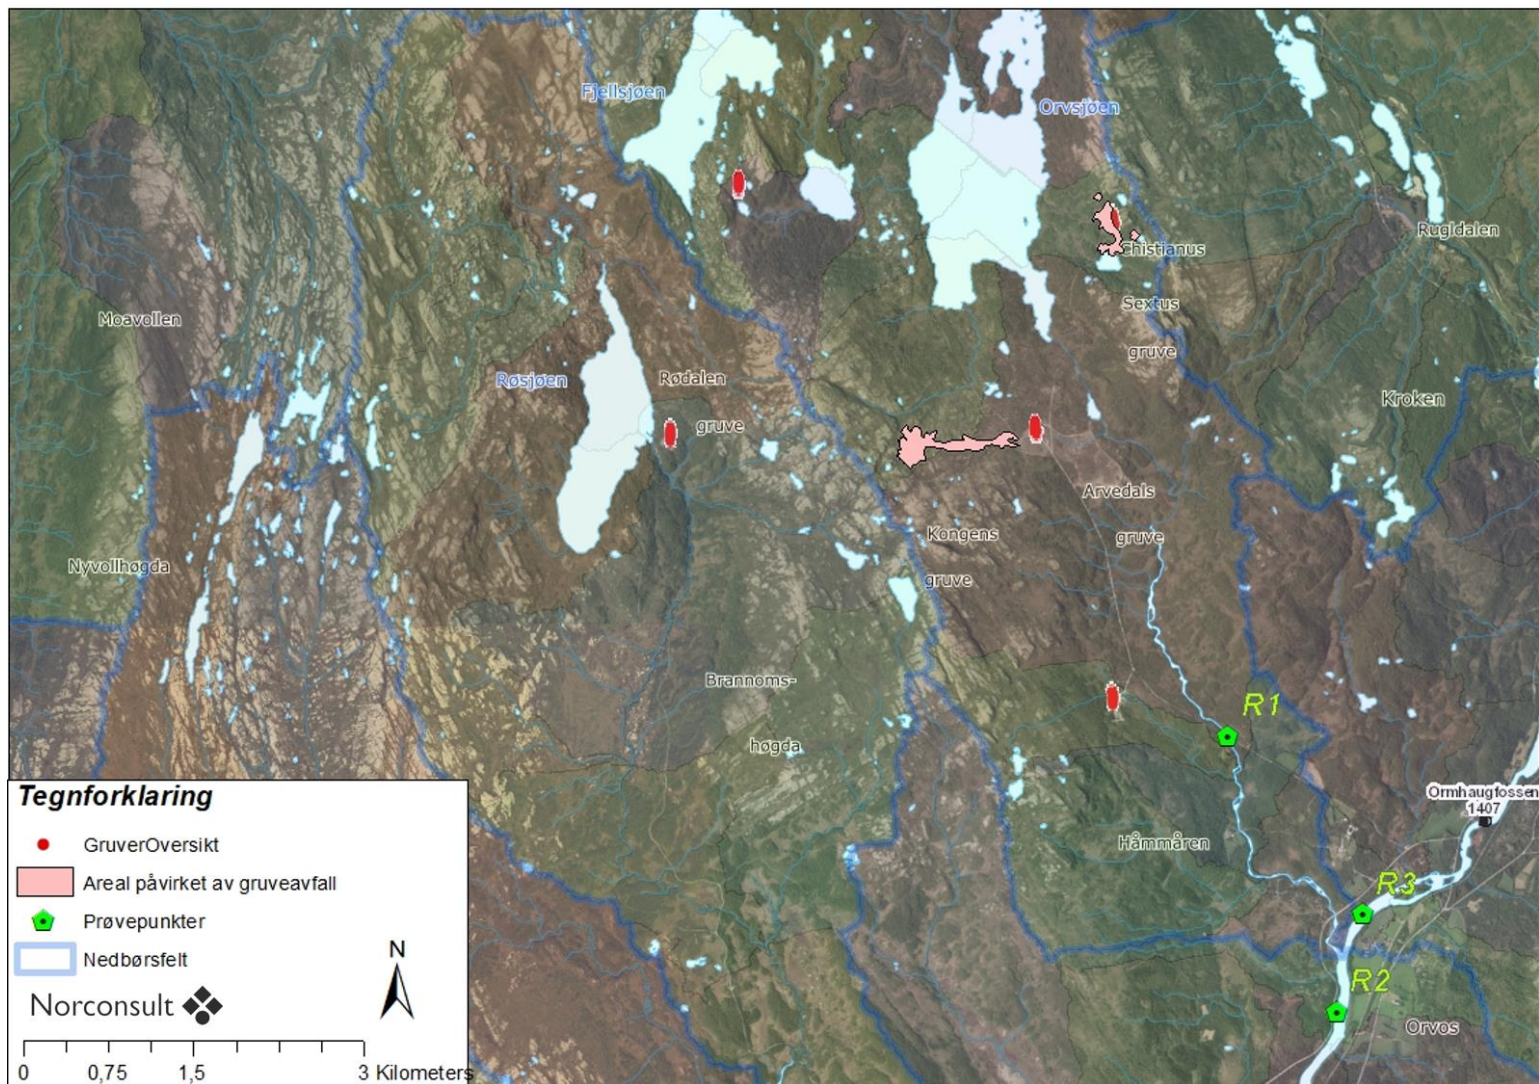 Fjellsjøen
Orvsjøen
Rugldalen
Chistianus
Sextus
gruve
Moavollen
Røsjøen
Rødalen
gruve
Kroken
Arvedals
gruve
Kongens
gruve
Nyvollhøgda
Brannoms-
høgda
R1
Ormhaugfossen
1407
Håmmåren
R3
R2
Orvos
Tegnforklaring
GruverOversikt
Areal påvirket av gruveavfall
Prøvepunkter
Nedbørsfelt
N
Norconsult
0 0,75 1,5 3 Kilometers